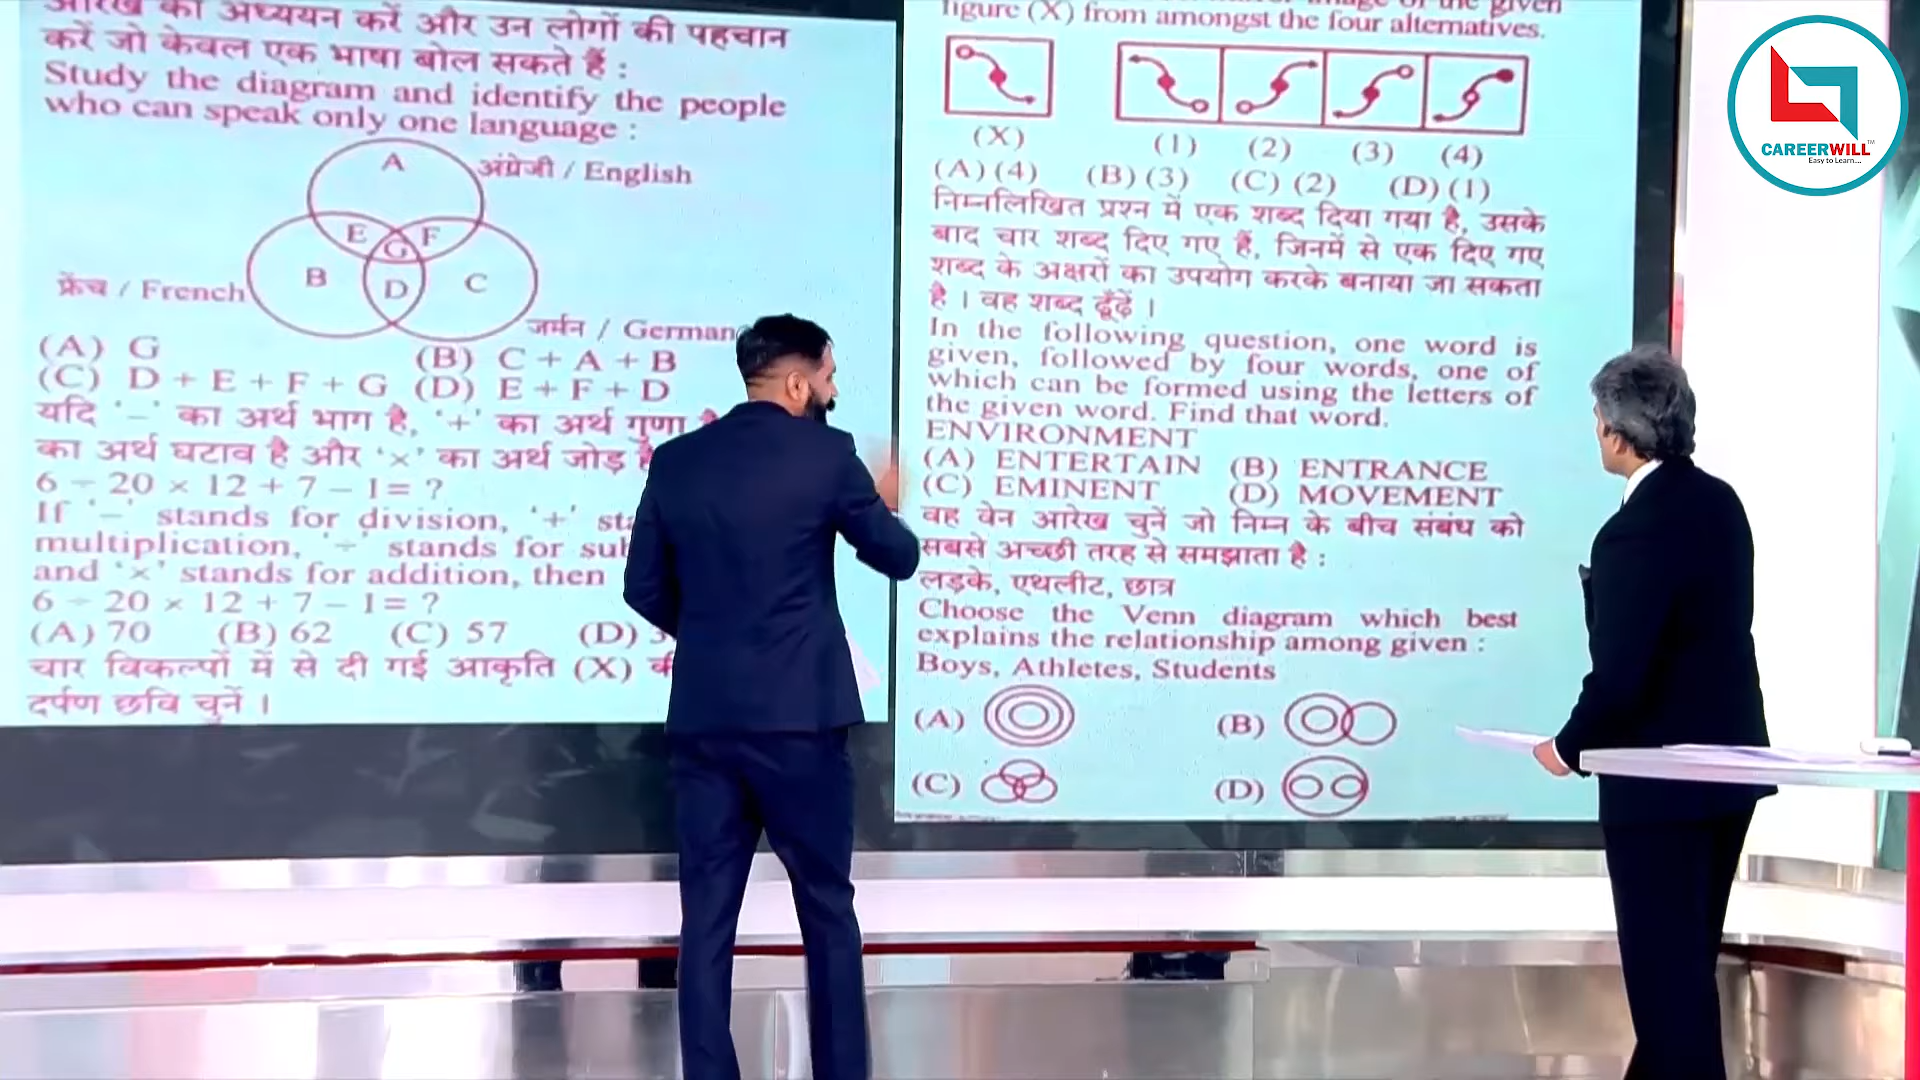 का अध्ययन करें और उन लोगों की पहचान
करें जो केवल एक भाषा बोल सकते हैं :
Study the diagram and identify the people
who can speak only one language :
A
अंग्रेजी / English
E
F
G
B
C
D
फ्रेंच / French
जर्मन / German
(A) G
(B) C + A + B
(C) D + E + F + G (D) E + F + D
यदि '–' का अर्थ भाग है, '+' का अर्थ गुणा
का अर्थ घटाव है और '×' का अर्थ जोड़
6 ÷ 20 × 12 + 7 – 1 = ?
If '–' stands for division, '+'
multiplication, '÷' stands for
and '×' stands for addition, then
6 ÷ 20 × 12 + 7 – 1 = ?
(A) 70 (B) 62 (C) 57 (D) 3
चार विकल्पों में से दी गई आकृति (X) की
दर्पण छवि चुनें ।
image of the given
figure (X) from amongst the four alternatives.
(X) (1) (2) (3) (4)
(A) (4) (B) (3) (C) (2) (D) (1)
निम्नलिखित प्रश्न में एक शब्द दिया गया है, उसके
बाद चार शब्द दिए गए हैं, जिनमें से एक दिए गए
शब्द के अक्षरों का उपयोग करके बनाया जा सकता
है । वह शब्द ढूँढ़ें ।
In the following question, one word is
given, followed by four words, one of
which can be formed using the letters of
the given word. Find that word.
ENVIRONMENT
(A) ENTERTAIN (B) ENTRANCE
(C) EMINENT (D) MOVEMENT
वह वेन आरेख चुनें जो निम्न के बीच संबंध को
सबसे अच्छी तरह से समझाता है :
लड़के, एथलीट, छात्र
Choose the Venn diagram which best
explains the relationship among given :
Boys, Athletes, Students
(A)
(B)
(C)
(D)
CAREERWILL
Easy to Learn....